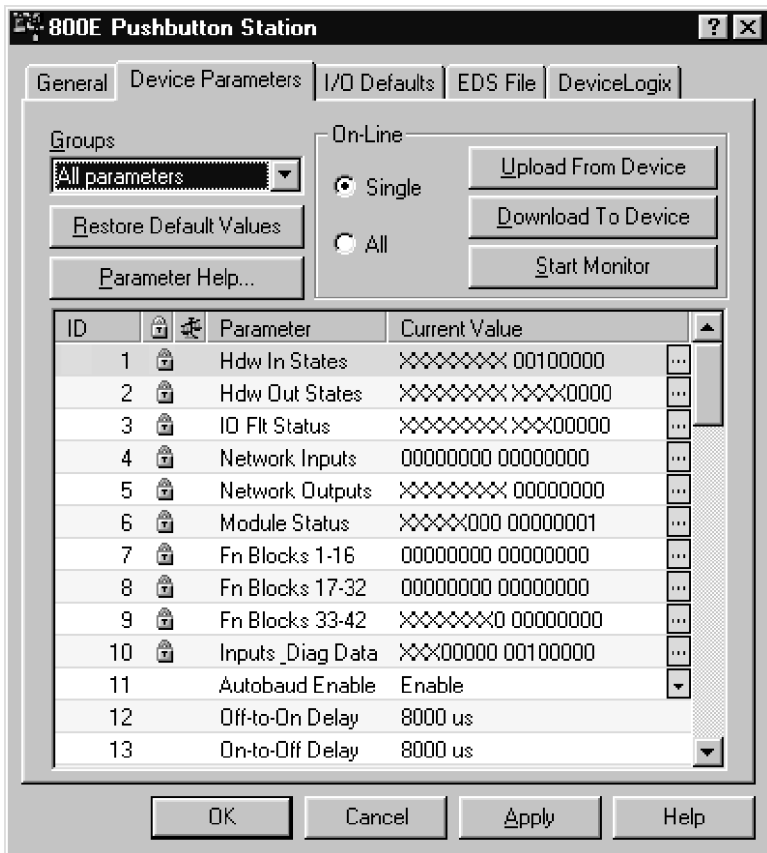 800E Pushbutton Station
General Device Parameters I/O Defaults EDS File DeviceLogix
Groups
All parameters
Restore Default Values
Parameter Help...
On-Line
Single
All
Upload From Device
Download To Device
Start Monitor
ID Parameter Current Value
1 Hdw In States XXXXXXXX 00100000 ...
2 Hdw Out States XXXXXXXX XXXX0000 ...
3 IO Flt Status XXXXXXXX XXX00000 ...
4 Network Inputs 00000000 00000000 ...
5 Network Outputs XXXXXXXX 00000000 ...
6 Module Status XXXXX000 00000001 ...
7 Fn Blocks 1-16 00000000 00000000 ...
8 Fn Blocks 17-32 00000000 00000000 ...
9 Fn Blocks 33-42 XXXXXXX0 00000000 ...
10 Inputs_Diag Data XXX00000 00100000 ...
11 Autobaud Enable Enable
12 Off-to-On Delay 8000 us
13 On-to-Off Delay 8000 us
OK Cancel Apply Help